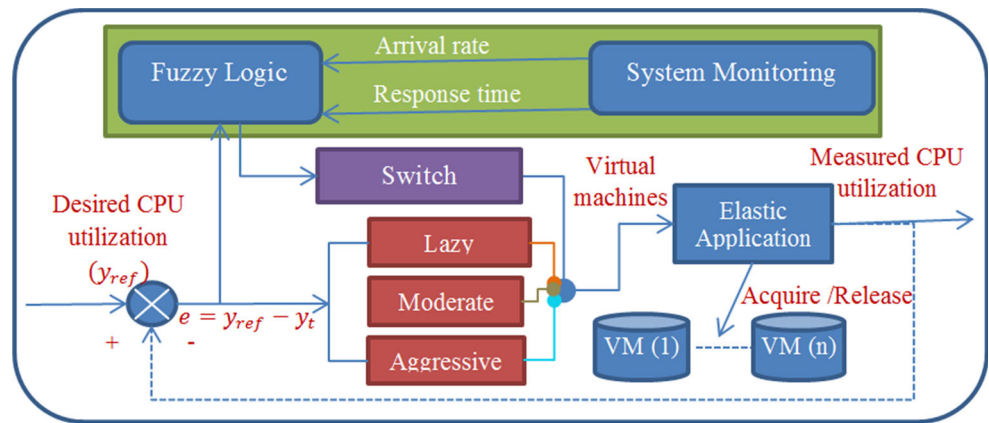 Arrival rate
Fuzzy Logic
System Monitoring
Response time
Switch
Virtual
machines
Measured CPU
utilization
Desired CPU
utilization
(y_ref)
Lazy
Elastic
Application
Moderate
e = y_ref − y_t
+
-
Acquire /Release
Aggressive
VM (1)
VM (n)